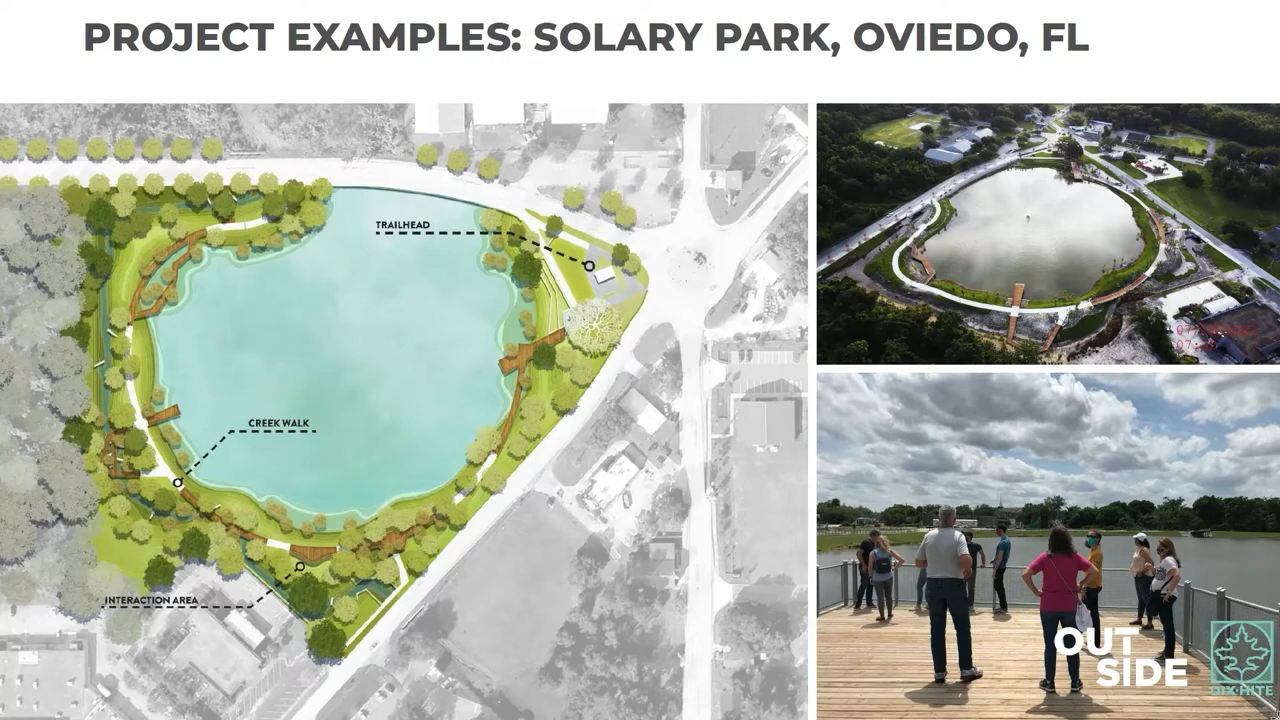 PROJECT EXAMPLES: SOLARY PARK, OVIEDO, FL
TRAILHEAD
CREEK WALK
INTERACTION AREA
OUT
SIDE
DIX·HITE